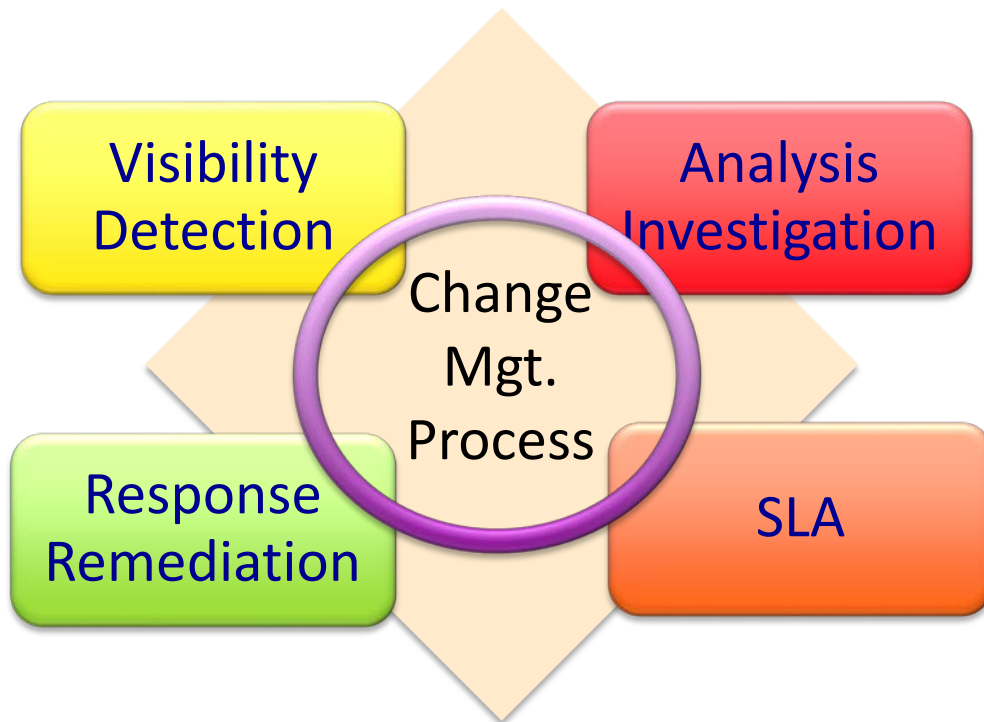 Visibility
Detection
Analysis
Investigation
Change
Mgt.
Process
Response
Remediation
SLA